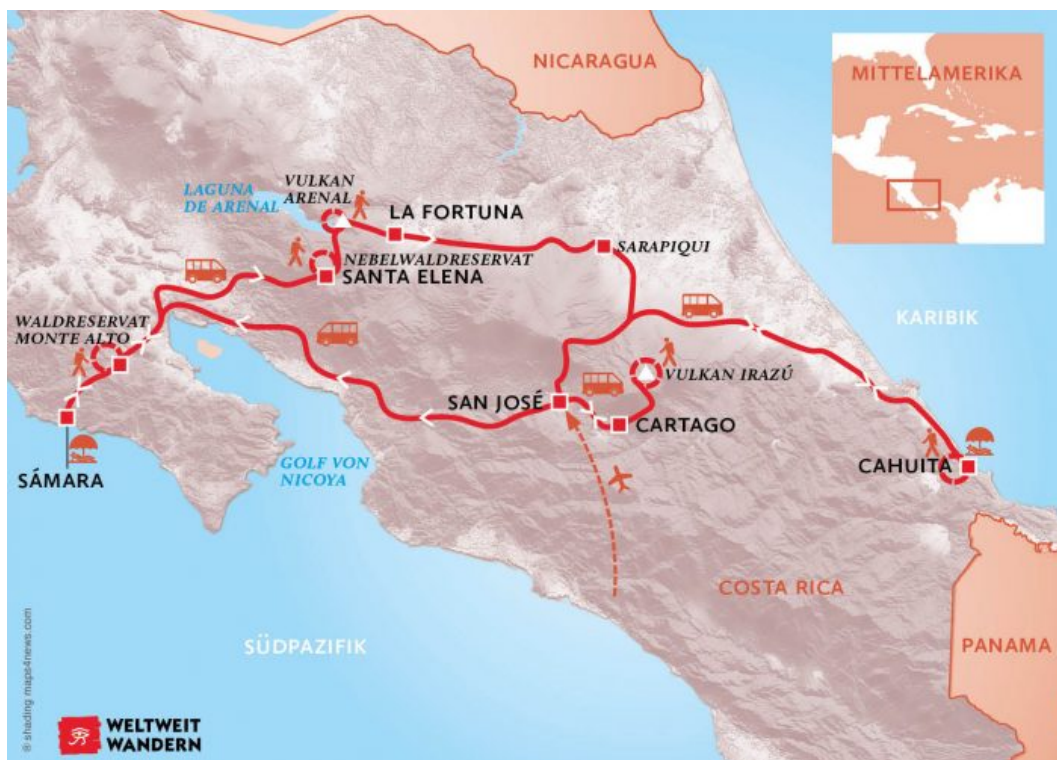 NICARAGUA
MITTELAMERIKA
LAGUNA
DE ARENAL
VULKAN
ARENAL
LA FORTUNA
SARAPIQUI
NEBELWALDRESERVAT
SANTA ELENA
KARIBIK
WALDRESERVAT
MONTE ALTO
VULKAN IRAZÚ
SAN JOSÉ
CARTAGO
GOLF VON
NICOYA
CAHUITA
SÁMARA
COSTA RICA
SÜDPAZIFIK
PANAMA
® shading maps4news.com
WELTWEIT
WANDERN